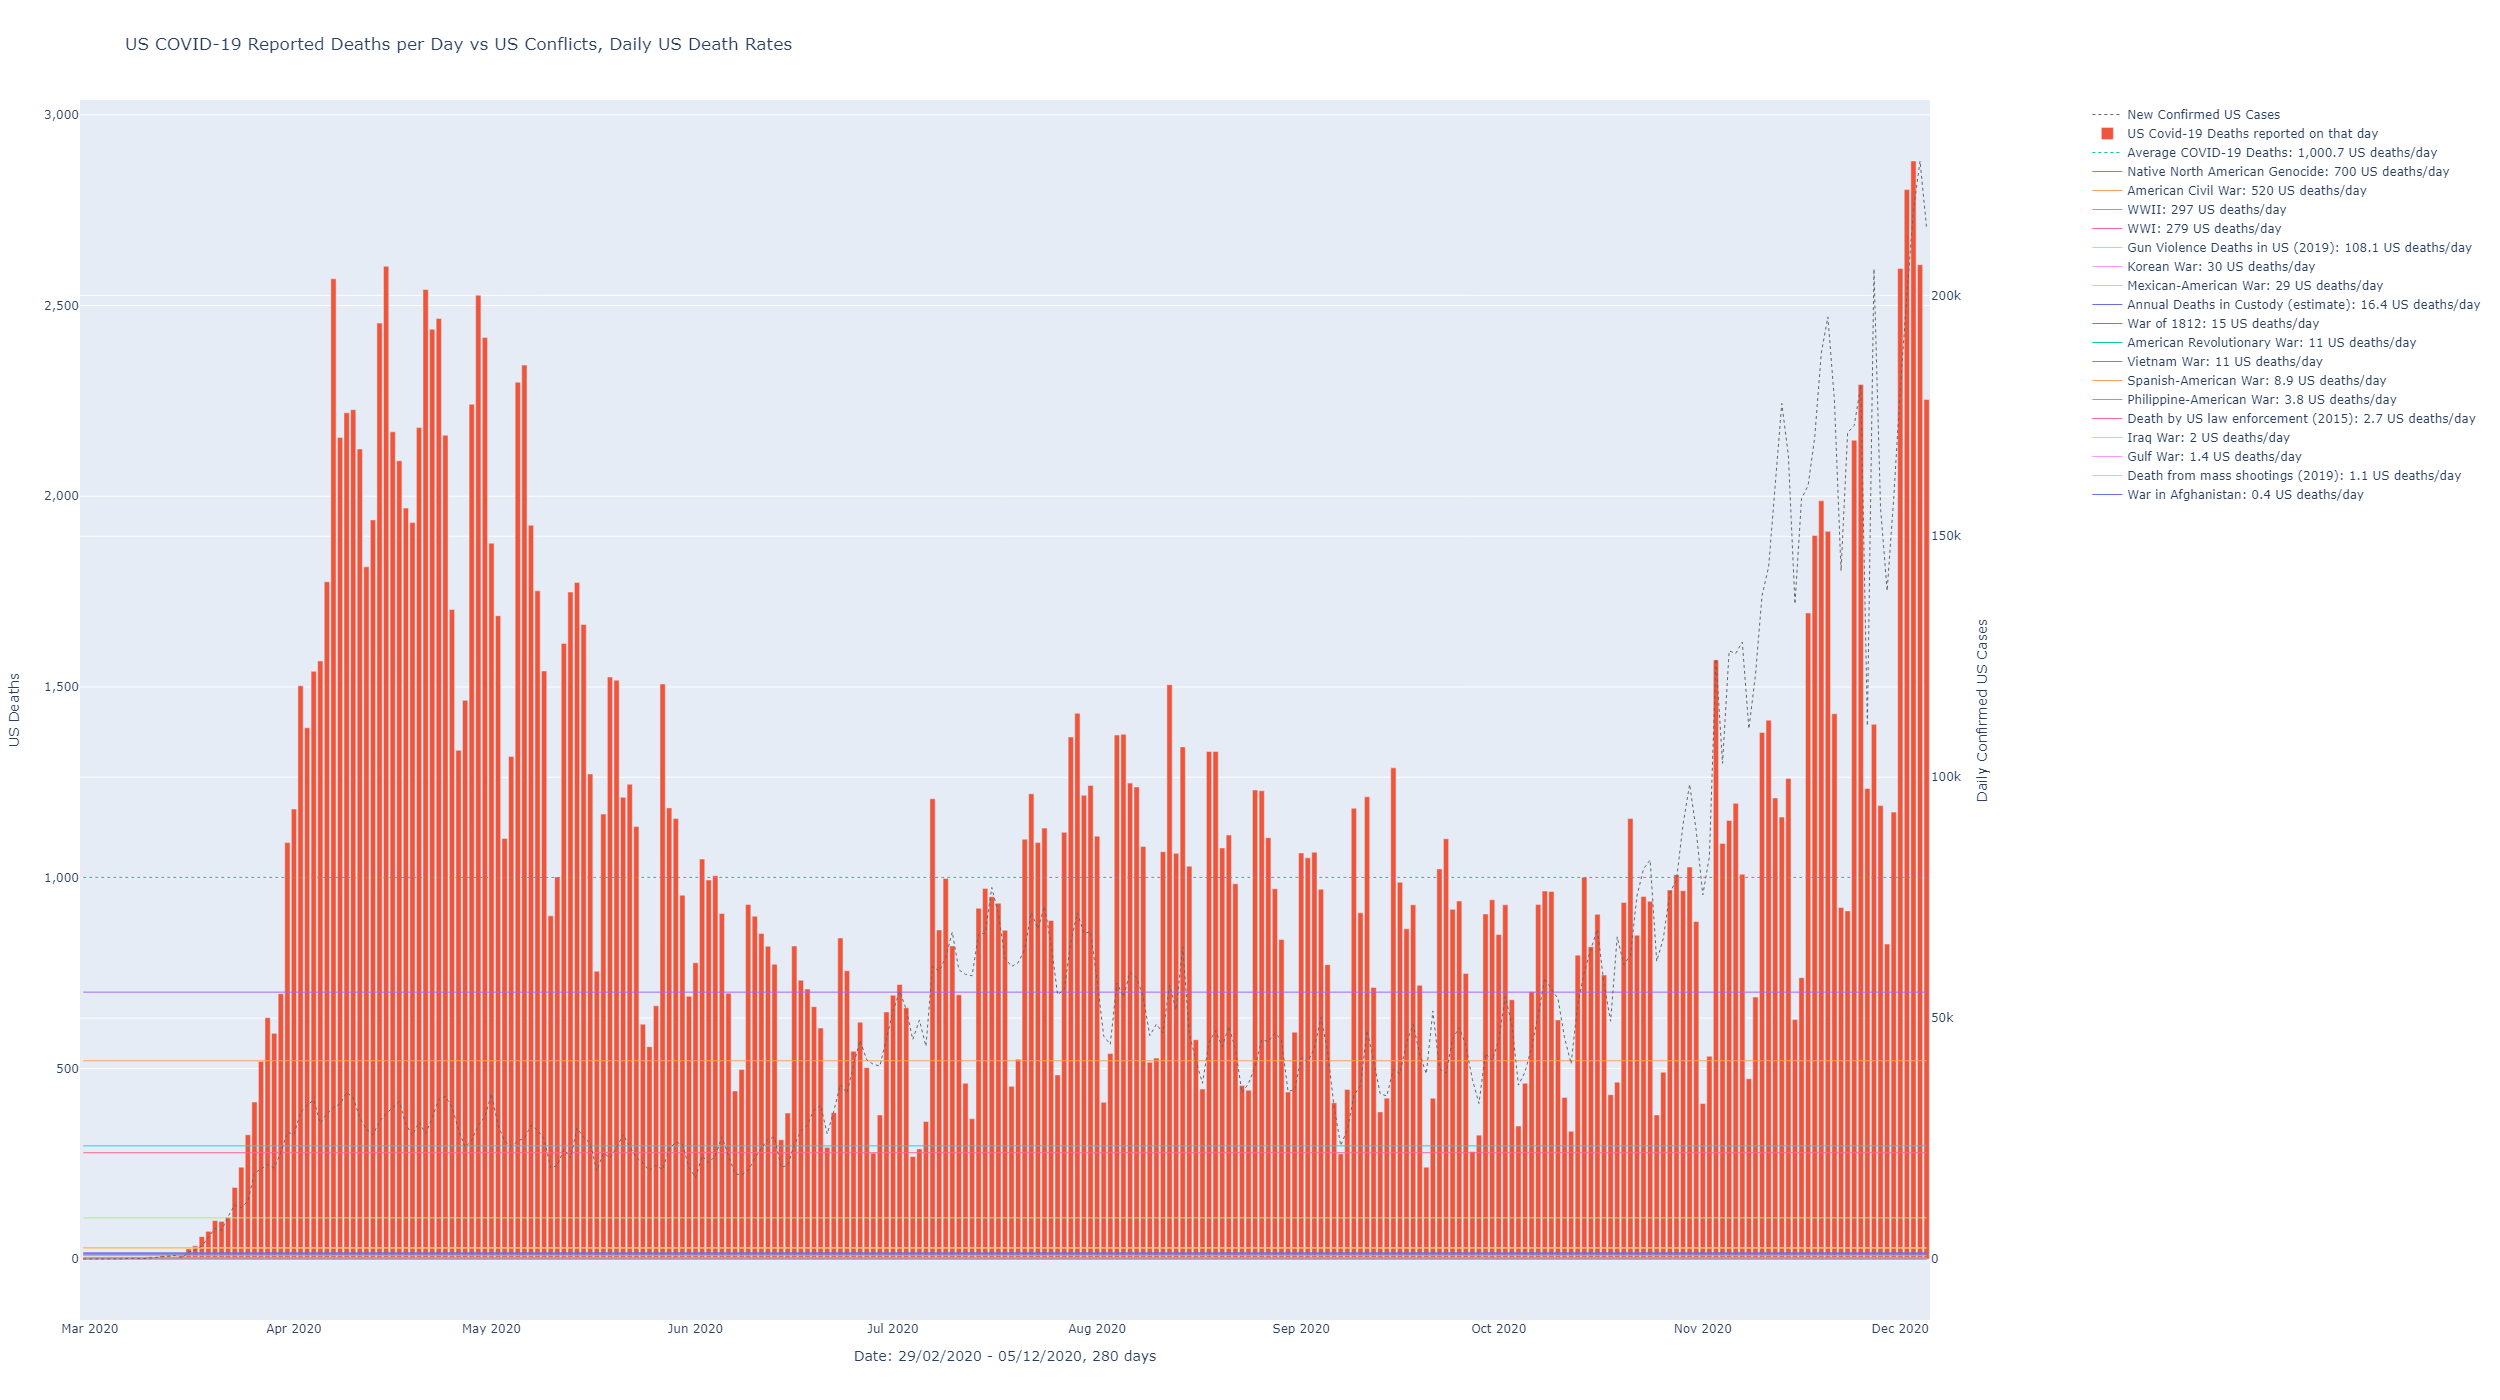 US COVID-19 Reported Deaths per Day vs US Conflicts, Daily US Death Rates
3,000
2,500
2,000
1,500
1,000
500
0
US Deaths
200k
150k
100k
50k
0
Daily Confirmed US Cases
Mar 2020
Apr 2020
May 2020
Jun 2020
Jul 2020
Aug 2020
Sep 2020
Oct 2020
Nov 2020
Dec 2020
Date: 29/02/2020 - 05/12/2020, 280 days
New Confirmed US Cases
US Covid-19 Deaths reported on that day
Average COVID-19 Deaths: 1,000.7 US deaths/day
Native North American Genocide: 700 US deaths/day
American Civil War: 520 US deaths/day
WWII: 297 US deaths/day
WWI: 279 US deaths/day
Gun Violence Deaths in US (2019): 108.1 US deaths/day
Korean War: 30 US deaths/day
Mexican-American War: 29 US deaths/day
Annual Deaths in Custody (estimate): 16.4 US deaths/day
War of 1812: 15 US deaths/day
American Revolutionary War: 11 US deaths/day
Vietnam War: 11 US deaths/day
Spanish-American War: 8.9 US deaths/day
Philippine-American War: 3.8 US deaths/day
Death by US law enforcement (2015): 2.7 US deaths/day
Iraq War: 2 US deaths/day
Gulf War: 1.4 US deaths/day
Death from mass shootings (2019): 1.1 US deaths/day
War in Afghanistan: 0.4 US deaths/day